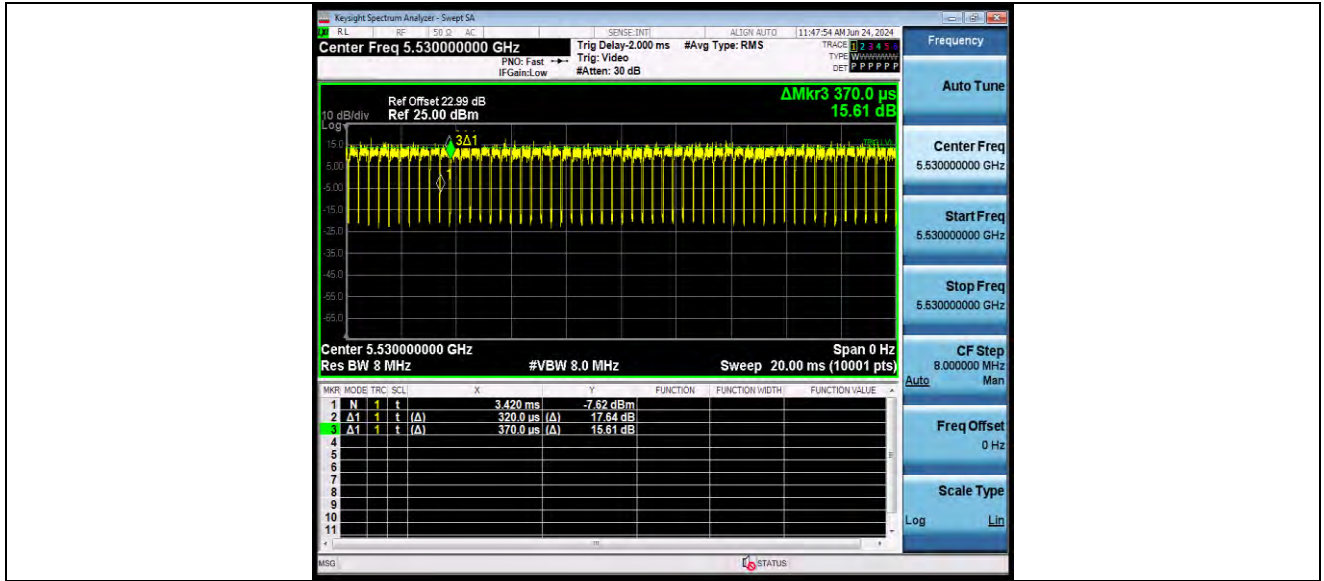 Keysight Spectrum Analyzer - Swept SA
RL RF 50 Ω AC SENSE:INT ALIGN AUTO 11:47:54 AM Jun 24, 2024
Center Freq 5.530000000 GHz
PNO: Fast
IFGain:Low
Trig Delay-2.000 ms
Trig: Video
#Atten: 30 dB
#Avg Type: RMS
TRACE 1 2 3 4 5 6
TYPE WWWWWW
DET P P P P P P
ΔMkr3 370.0 µs
15.61 dB
Ref Offset 22.99 dB
10 dB/div Ref 25.00 dBm
Log
15.0
5.00
-5.00
-15.0
-25.0
-35.0
-45.0
-55.0
-65.0
3Δ1
1
Center 5.530000000 GHz Span 0 Hz
Res BW 8 MHz #VBW 8.0 MHz Sweep 20.00 ms (10001 pts)
MKR MODE TRC SCL X Y FUNCTION FUNCTION WIDTH FUNCTION VALUE
1 N 1 t 3.420 ms -7.62 dBm
2 Δ1 1 t (Δ) 320.0 µs (Δ) 17.64 dB
3 Δ1 1 t (Δ) 370.0 µs (Δ) 15.61 dB
4
5
6
7
8
9
10
11
MSG STATUS
Frequency
Auto Tune
Center Freq
5.530000000 GHz
Start Freq
5.530000000 GHz
Stop Freq
5.530000000 GHz
CF Step
8.000000 MHz
Auto Man
Freq Offset
0 Hz
Scale Type
Log Lin